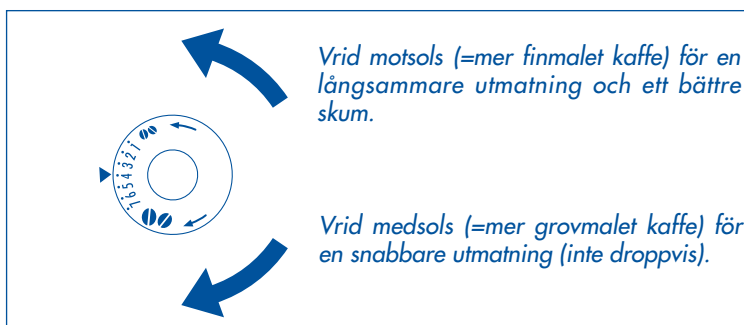 Vrid motsols (=mer finmalet kaffe) för en
långsammare utmatning och ett bättre
skum.
7 6 5 4 3 2 1
Vrid medsols (=mer grovmalet kaffe) för
en snabbare utmatning (inte droppvis).